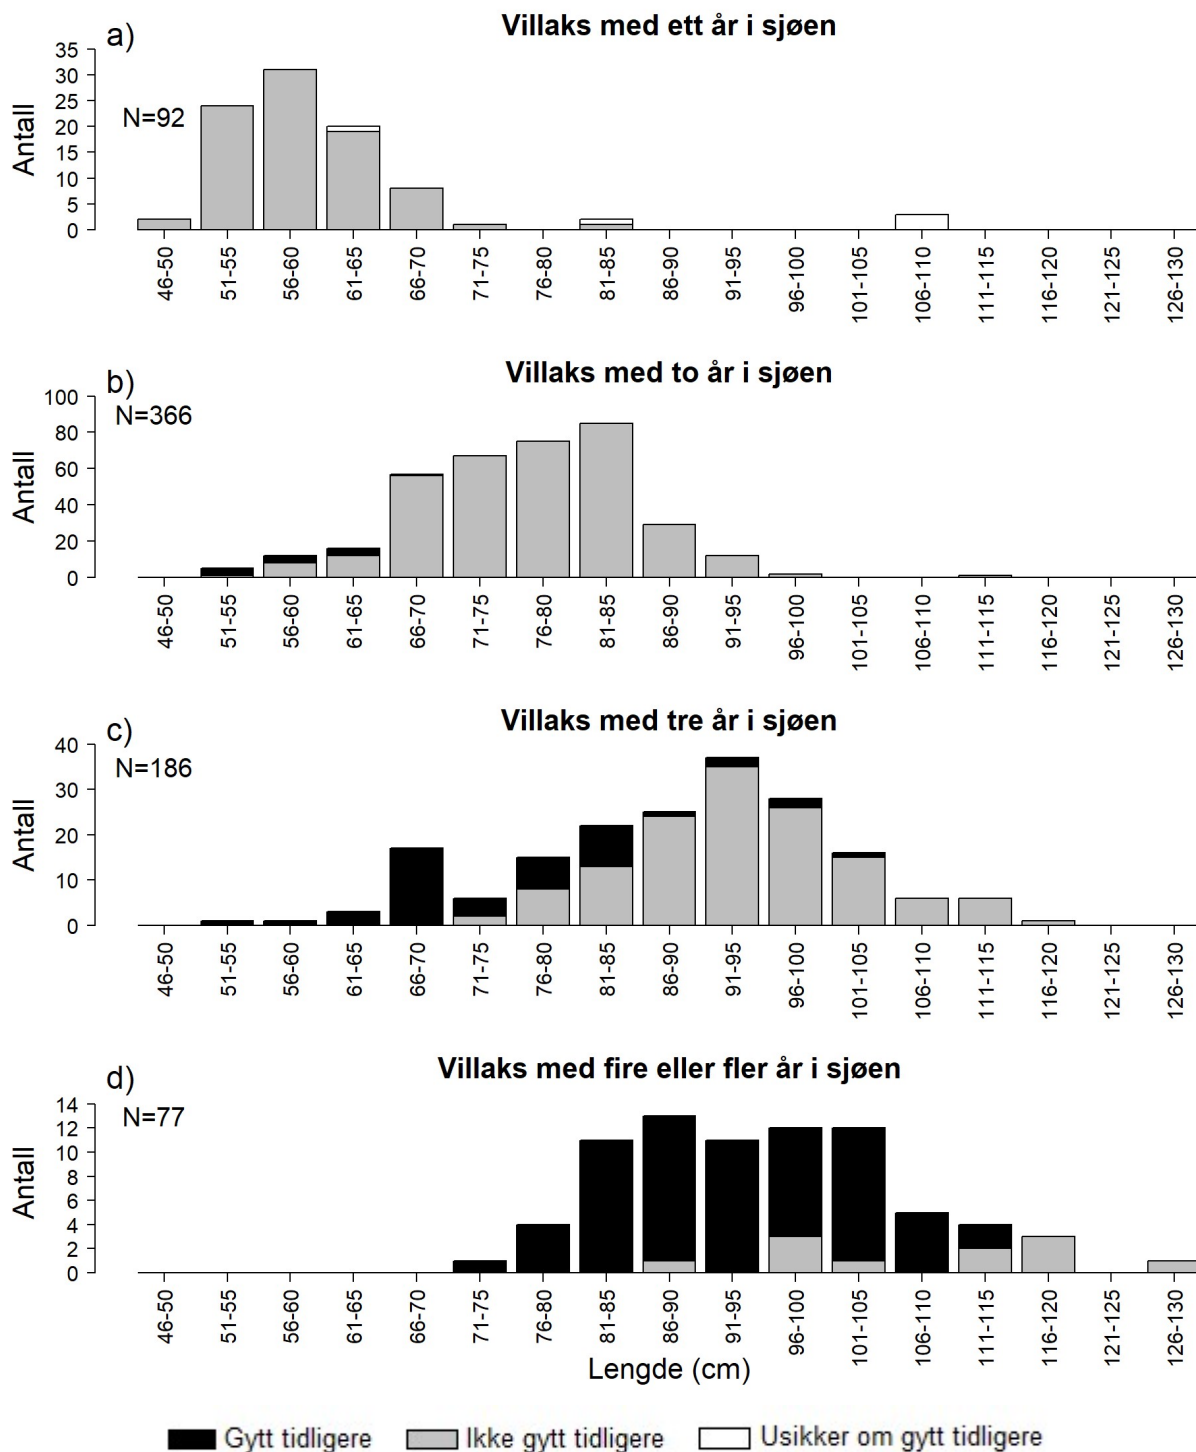 a)
Villaks med ett år i sjøen
35
30
25
20
15
10
5
0
Antall
N=92
46-50 51-55 56-60 61-65 66-70 71-75 76-80 81-85 86-90 91-95 96-100 101-105 106-110 111-115 116-120 121-125 126-130
b)
Villaks med to år i sjøen
100
80
60
40
20
0
Antall
N=366
46-50 51-55 56-60 61-65 66-70 71-75 76-80 81-85 86-90 91-95 96-100 101-105 106-110 111-115 116-120 121-125 126-130
c)
Villaks med tre år i sjøen
40
30
20
10
0
Antall
N=186
46-50 51-55 56-60 61-65 66-70 71-75 76-80 81-85 86-90 91-95 96-100 101-105 106-110 111-115 116-120 121-125 126-130
d)
Villaks med fire eller fler år i sjøen
14
12
10
8
6
4
2
0
Antall
N=77
46-50 51-55 56-60 61-65 66-70 71-75 76-80 81-85 86-90 91-95 96-100 101-105 106-110 111-115 116-120 121-125 126-130
Lengde (cm)
Gytt tidligere Ikke gytt tidligere Usikker om gytt tidligere